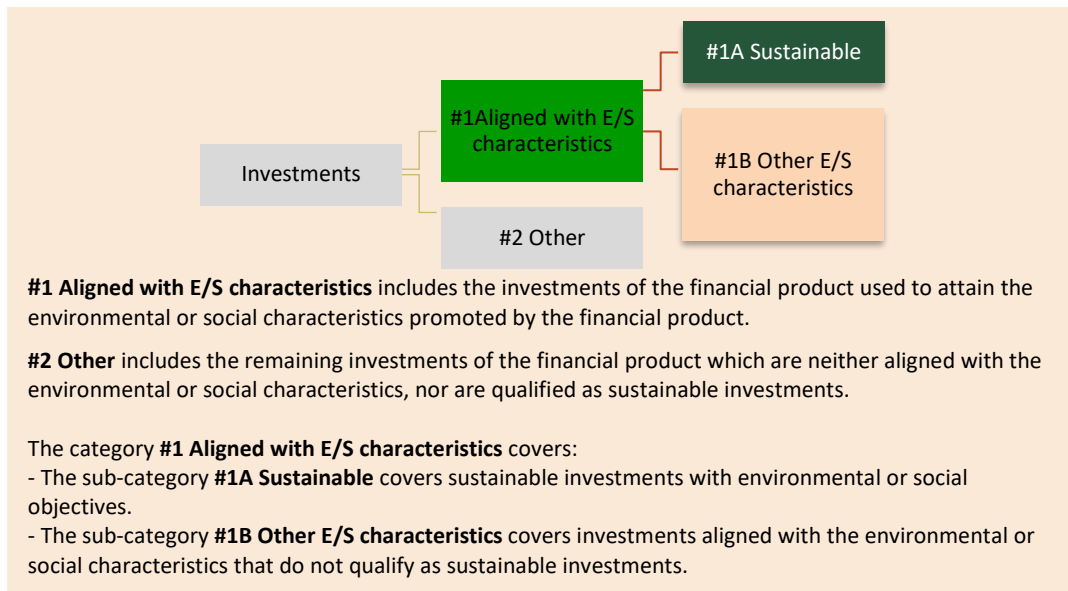 #1A Sustainable
#1Aligned with E/S
characteristics
#1B Other E/S
characteristics
Investments
#2 Other
#1 Aligned with E/S characteristics includes the investments of the financial product used to attain the
environmental or social characteristics promoted by the financial product.
#2 Other includes the remaining investments of the financial product which are neither aligned with the
environmental or social characteristics, nor are qualified as sustainable investments.
The category #1 Aligned with E/S characteristics covers:
- The sub-category #1A Sustainable covers sustainable investments with environmental or social
objectives.
- The sub-category #1B Other E/S characteristics covers investments aligned with the environmental or
social characteristics that do not qualify as sustainable investments.